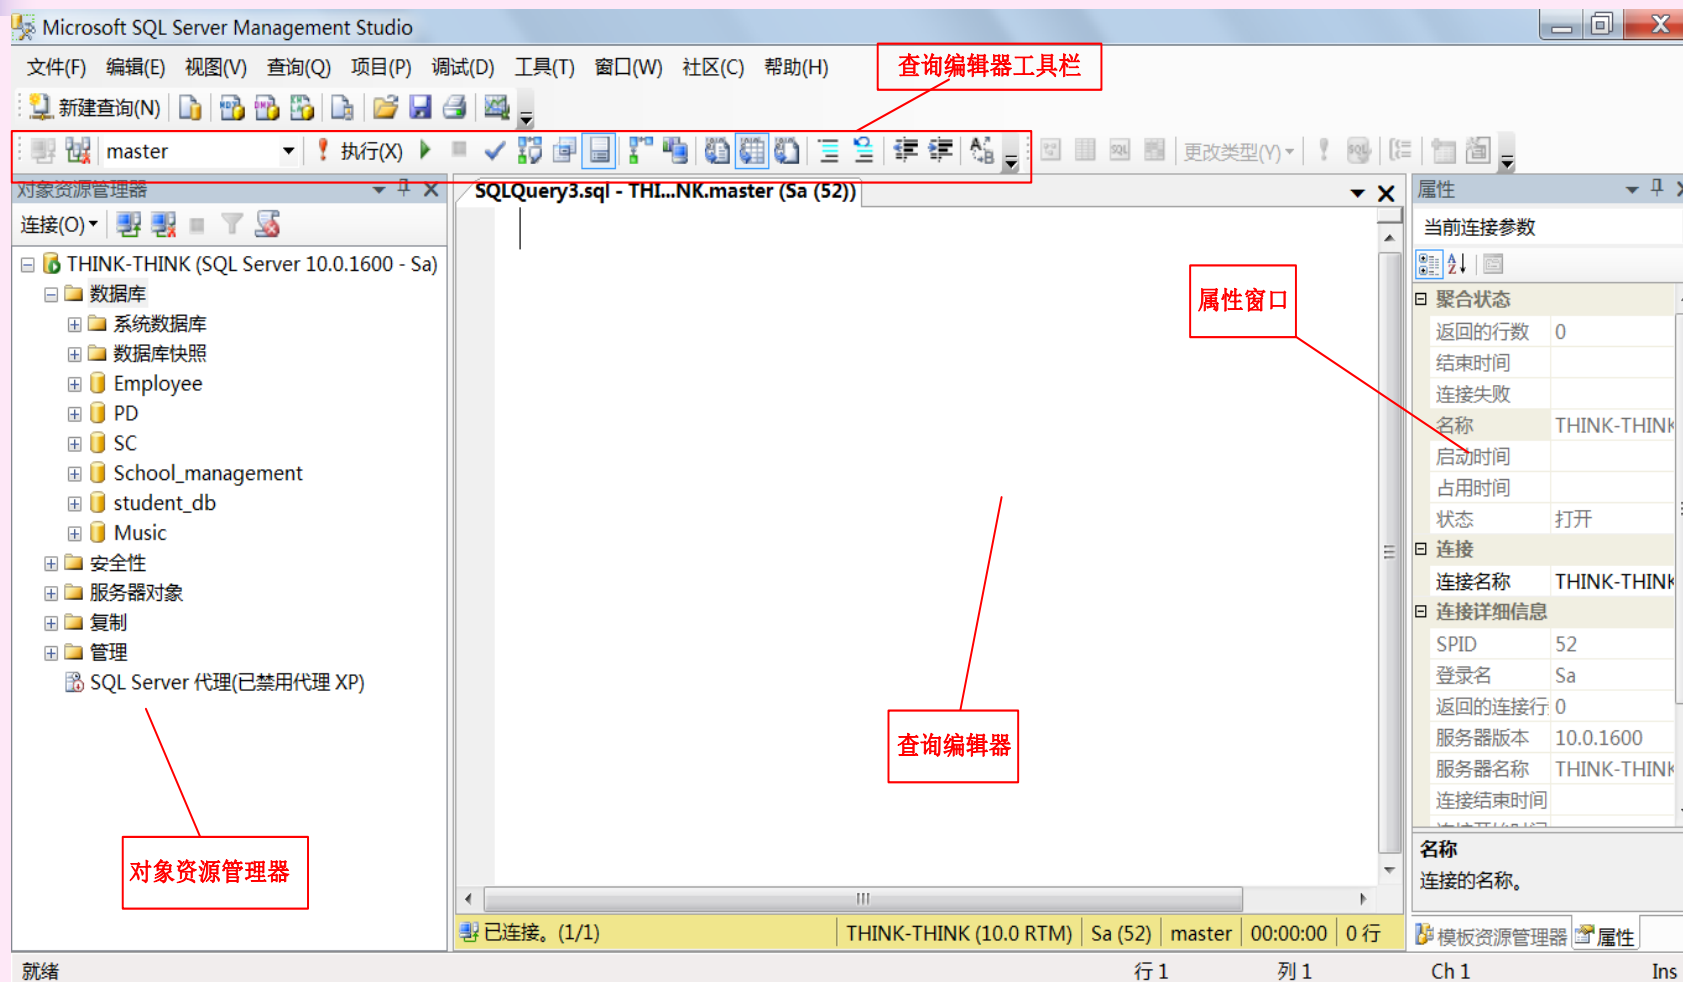 Microsoft SQL Server Management Studio
文件(F) 编辑(E) 视图(V) 查询(Q) 项目(P) 调试(D) 工具(T) 窗口(W) 社区(C) 帮助(H)
查询编辑器工具栏
新建查询(N)
master 执行(X) 更改类型(Y)
对象资源管理器
SQLQuery3.sql - THI...NK.master (Sa (52))
属性
连接(O)
当前连接参数
THINK-THINK (SQL Server 10.0.1600 - Sa)
数据库
系统数据库
数据库快照
Employee
PD
SC
School_management
student_db
Music
安全性
服务器对象
复制
管理
SQL Server 代理(已禁用代理 XP)
对象资源管理器
查询编辑器
属性窗口
聚合状态
返回的行数 0
结束时间
连接失败
名称 THINK-THINK
启动时间
占用时间
状态 打开
连接
连接名称 THINK-THINK
连接详细信息
SPID 52
登录名 Sa
返回的连接行 0
服务器版本 10.0.1600
服务器名称 THINK-THINK
连接结束时间
名称
连接的名称。
已连接。(1/1) THINK-THINK (10.0 RTM) Sa (52) master 00:00:00 0 行
模板资源管理器 属性
就绪 行 1 列 1 Ch 1 Ins